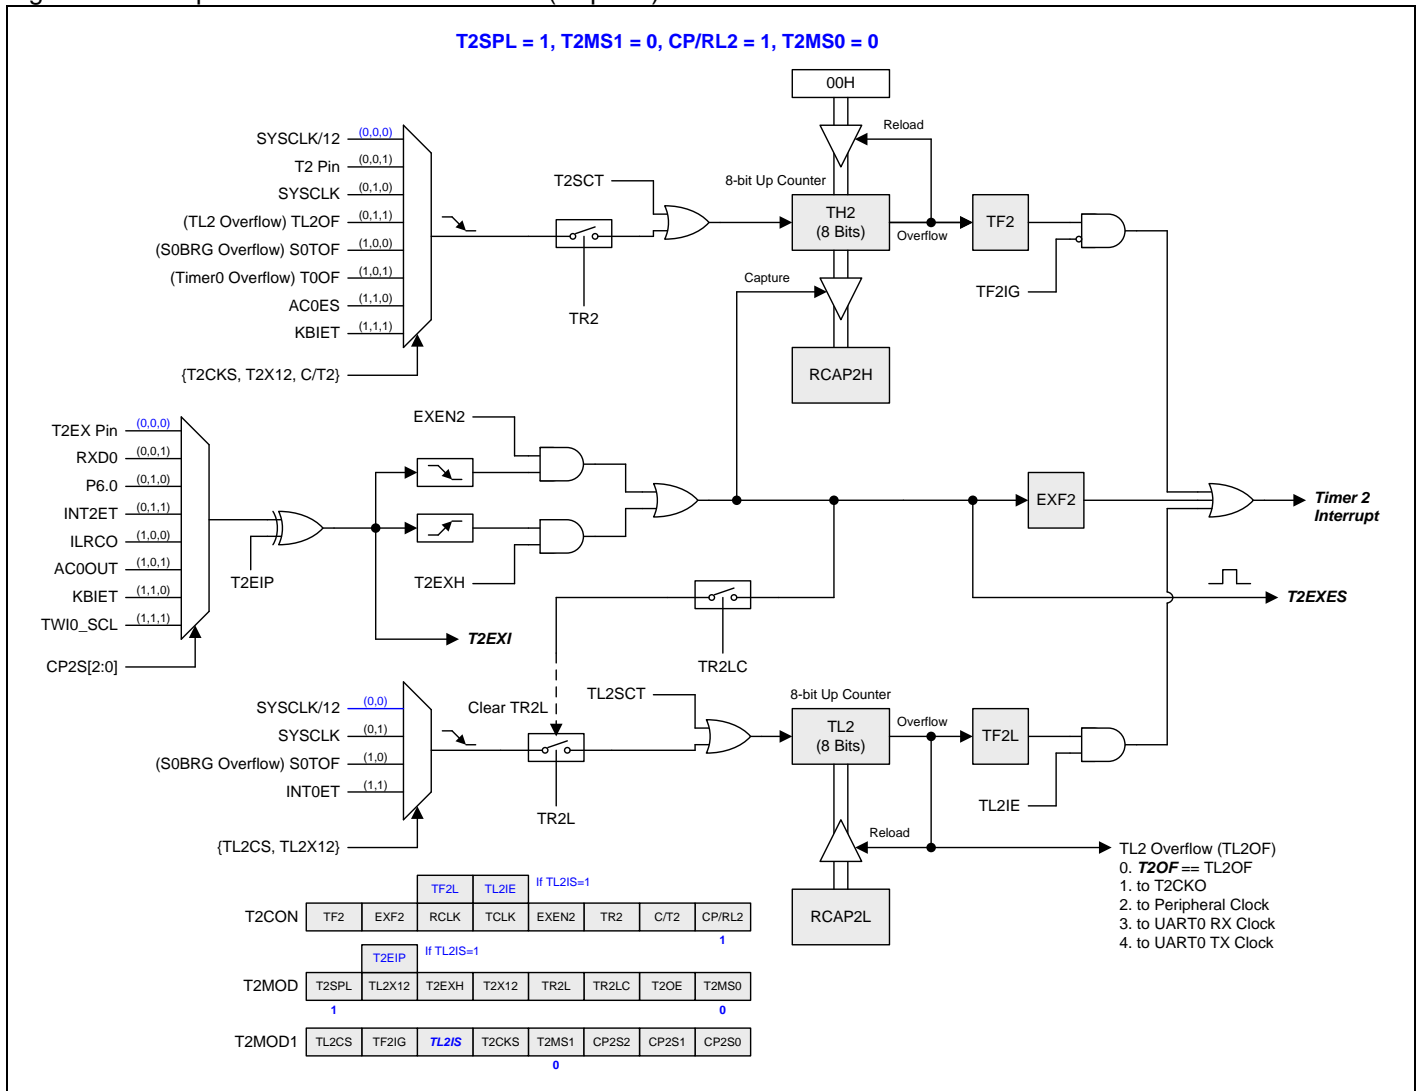 T2SPL = 1, T2MS1 = 0, CP/RL2 = 1, T2MS0 = 0
00H
Reload
SYSCLK/12 (0,0,0)
T2 Pin (0,0,1)
SYSCLK (0,1,0)
(TL2 Overflow) TL2OF (0,1,1)
(S0BRG Overflow) S0TOF (1,0,0)
(Timer0 Overflow) T0OF (1,0,1)
AC0ES (1,1,0)
KBIET (1,1,1)
{T2CKS, T2X12, C/T2}
T2SCT
TR2
8-bit Up Counter
TH2
(8 Bits)
Overflow
TF2
TF2IG
Capture
RCAP2H
T2EX Pin (0,0,0)
RXD0 (0,0,1)
P6.0 (0,1,0)
INT2ET (0,1,1)
ILRCO (1,0,0)
AC0OUT (1,0,1)
KBIET (1,1,0)
TWI0_SCL (1,1,1)
CP2S[2:0]
T2EIP
EXEN2
T2EXH
T2EXI
EXF2
Timer 2
Interrupt
T2EXES
TR2LC
Clear TR2L
SYSCLK/12 (0,0)
SYSCLK (0,1)
(S0BRG Overflow) S0TOF (1,0)
INT0ET (1,1)
{TL2CS, TL2X12}
TR2L
TL2SCT
8-bit Up Counter
TL2
(8 Bits)
Overflow
TF2L
TL2IE
Reload
RCAP2L
TL2 Overflow (TL2OF)
0. T2OF == TL2OF
1. to T2CKO
2. to Peripheral Clock
3. to UART0 RX Clock
4. to UART0 TX Clock
TF2L TL2IE If TL2IS=1
T2CON TF2 EXF2 RCLK TCLK EXEN2 TR2 C/T2 CP/RL2
1
T2EIP If TL2IS=1
T2MOD T2SPL TL2X12 T2EXH T2X12 TR2L TR2LC T2OE T2MS0
1 0
T2MOD1 TL2CS TF2IG TL2IS T2CKS T2MS1 CP2S2 CP2S1 CP2S0
0